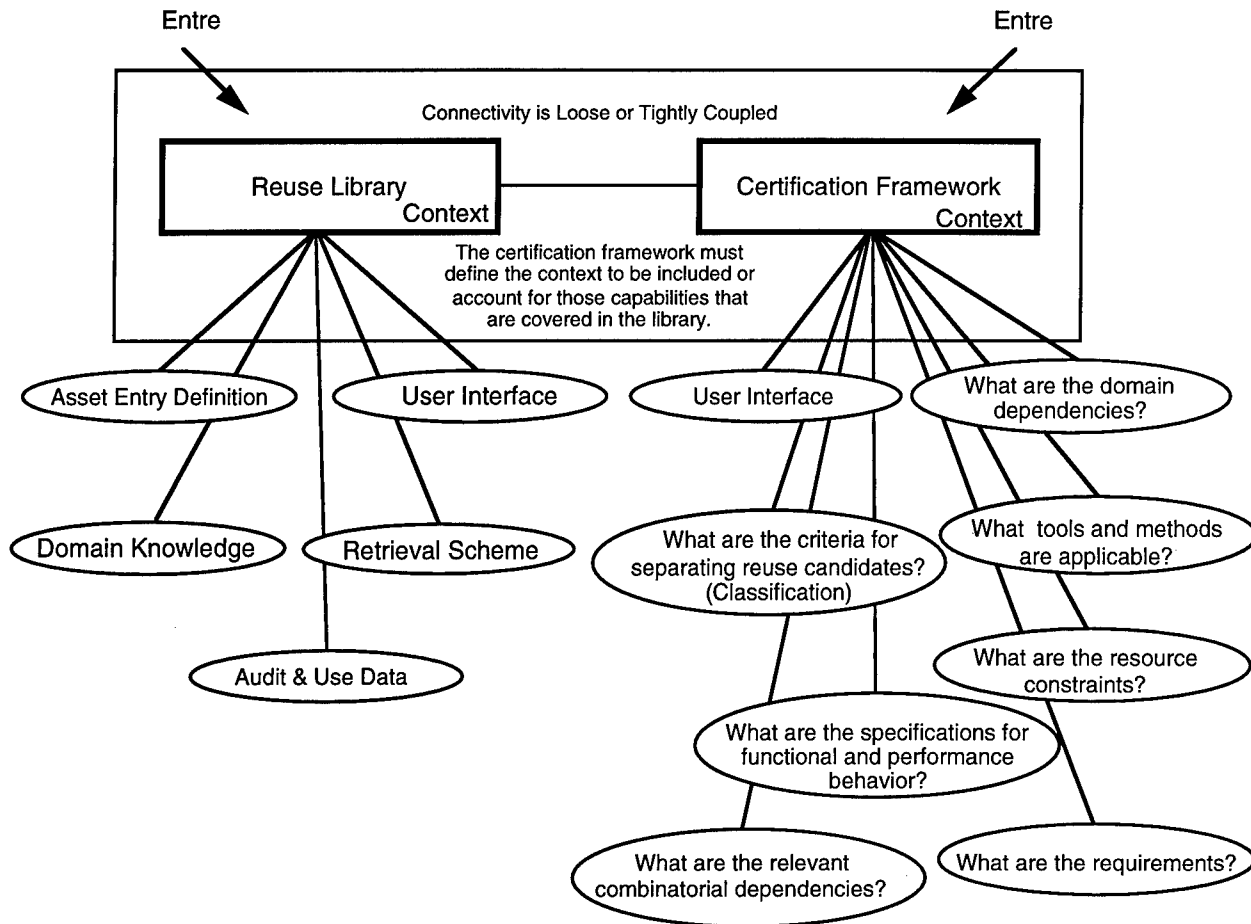 Entre
Entre
Connectivity is Loose or Tightly Coupled
Reuse Library
Context
Certification Framework
Context
The certification framework must
define the context to be included or
account for those capabilities that
are covered in the library.
Asset Entry Definition
User Interface
User Interface
What are the domain
dependencies?
Domain Knowledge
Retrieval Scheme
What are the criteria for
separating reuse candidates?
(Classification)
What tools and methods
are applicable?
Audit & Use Data
What are the resource
constraints?
What are the specifications for
functional and performance
behavior?
What are the relevant
combinatorial dependencies?
What are the requirements?